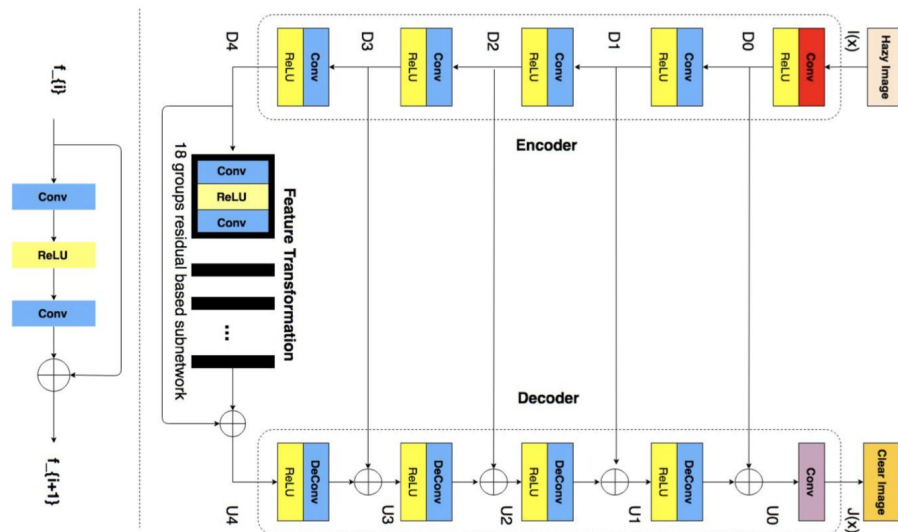 Hazy Image
I(x)
Conv
ReLU
D0
Conv
ReLU
D1
Conv
ReLU
D2
Conv
ReLU
D3
Conv
ReLU
D4
Encoder
Conv
ReLU
Conv
...
Feature Transformation
18 groups residual based subnetwork
Decoder
ReLU
DeConv
U4
ReLU
DeConv
U3
ReLU
DeConv
U2
ReLU
DeConv
U1
Conv
U0
Clear Image
J(x)
f_{i}
Conv
ReLU
Conv
f_{i+1}